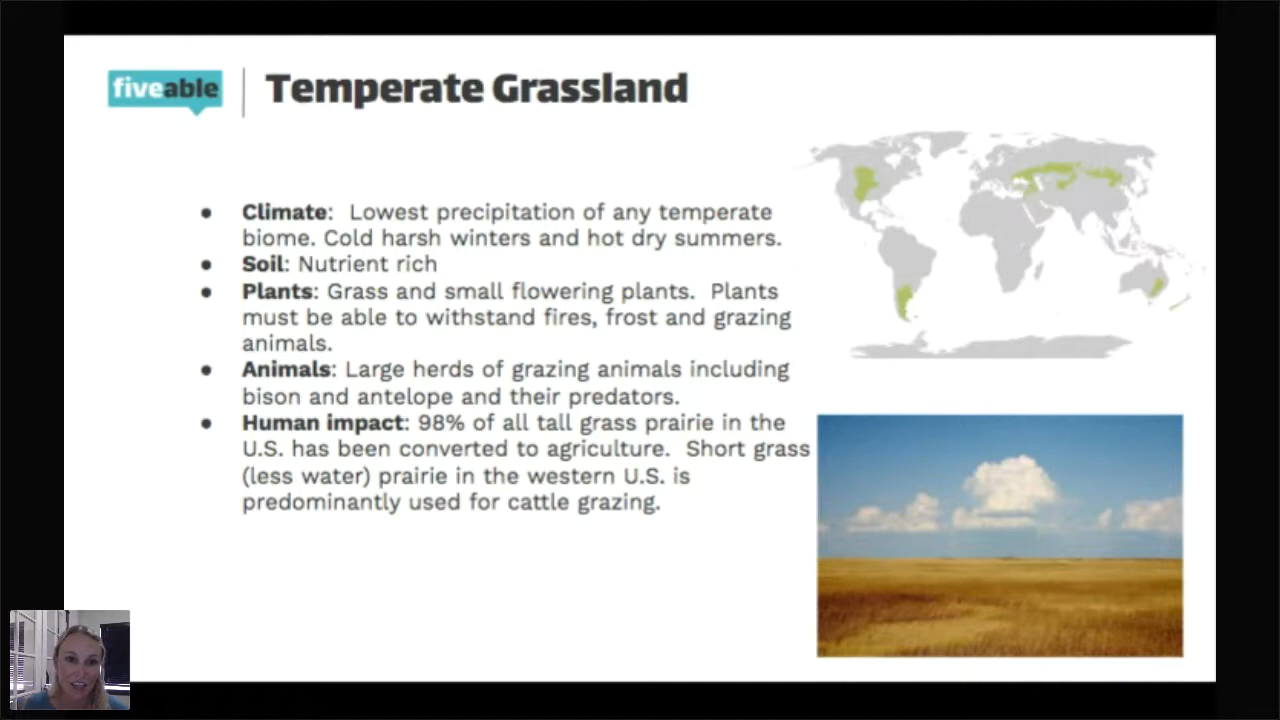 fiveable
Temperate Grassland
● Climate: Lowest precipitation of any temperate
biome. Cold harsh winters and hot dry summers.
● Soil: Nutrient rich
● Plants: Grass and small flowering plants. Plants
must be able to withstand fires, frost and grazing
animals.
● Animals: Large herds of grazing animals including
bison and antelope and their predators.
● Human impact: 98% of all tall grass prairie in the
U.S. has been converted to agriculture. Short grass
(less water) prairie in the western U.S. is
predominantly used for cattle grazing.